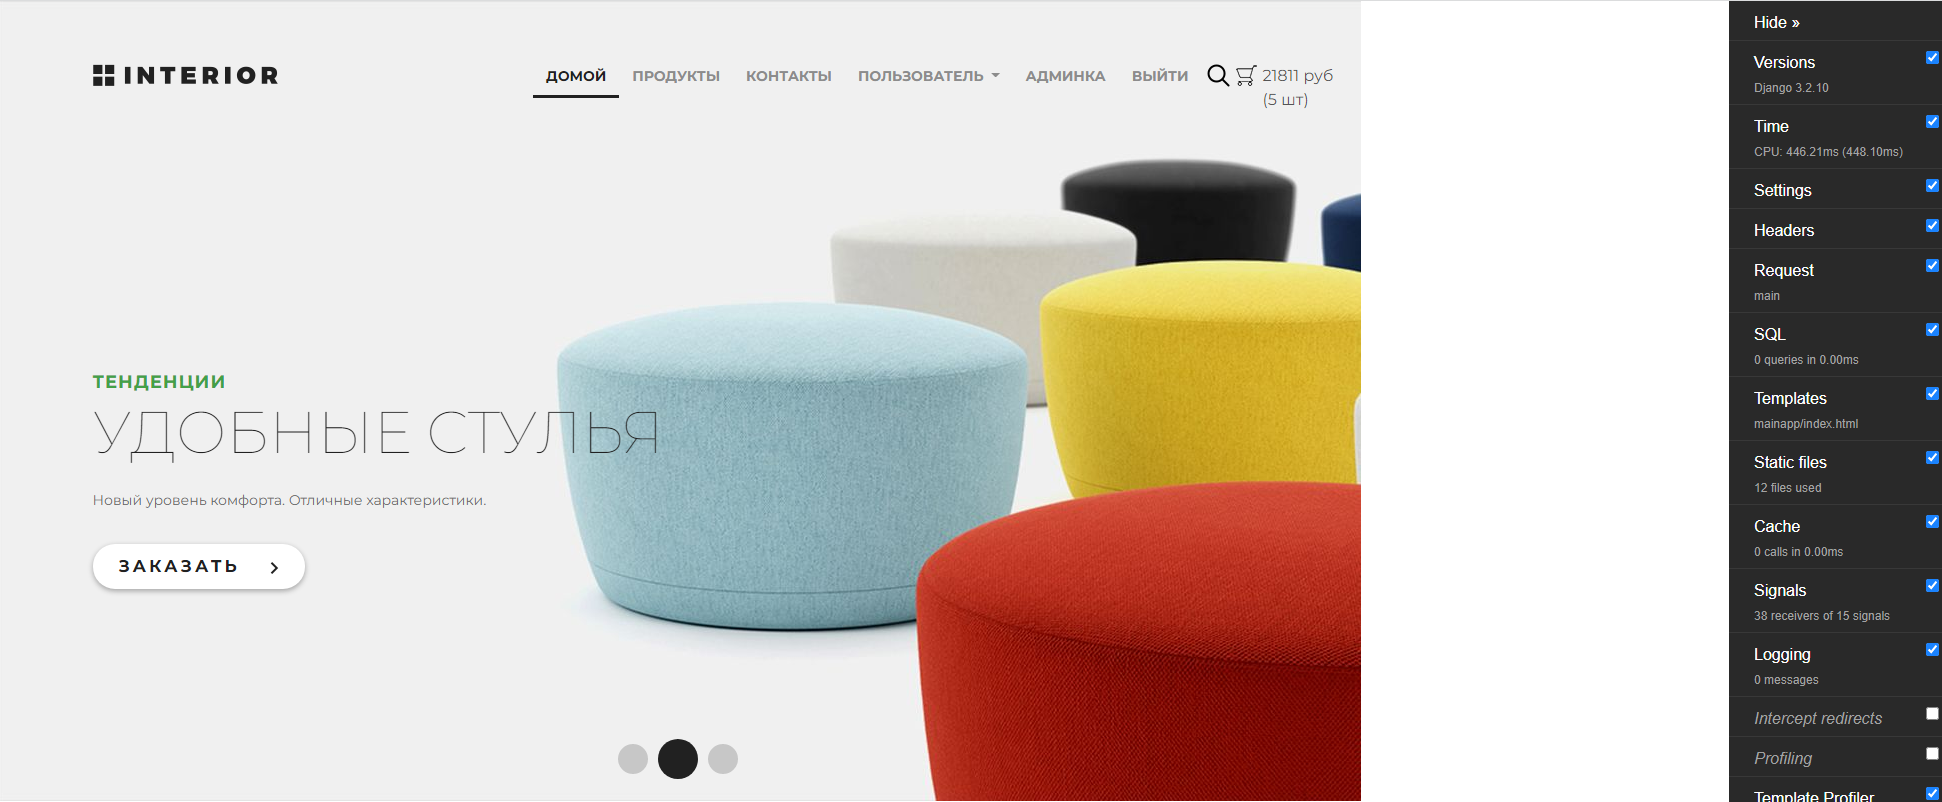 INTERIOR
ДОМОЙ ПРОДУКТЫ КОНТАКТЫ ПОЛЬЗОВАТЕЛЬ АДМИНКА ВЫЙТИ 21811 руб
(5 шт)
ТЕНДЕНЦИИ
УДОБНЫЕ СТУЛЬЯ
Новый уровень комфорта. Отличные характеристики.
ЗАКАЗАТЬ
Hide »
Versions
Django 3.2.10
Time
CPU: 446.21ms (448.10ms)
Settings
Headers
Request
main
SQL
0 queries in 0.00ms
Templates
mainapp/index.html
Static files
12 files used
Cache
0 calls in 0.00ms
Signals
38 receivers of 15 signals
Logging
0 messages
Intercept redirects
Profiling
Template Profiler